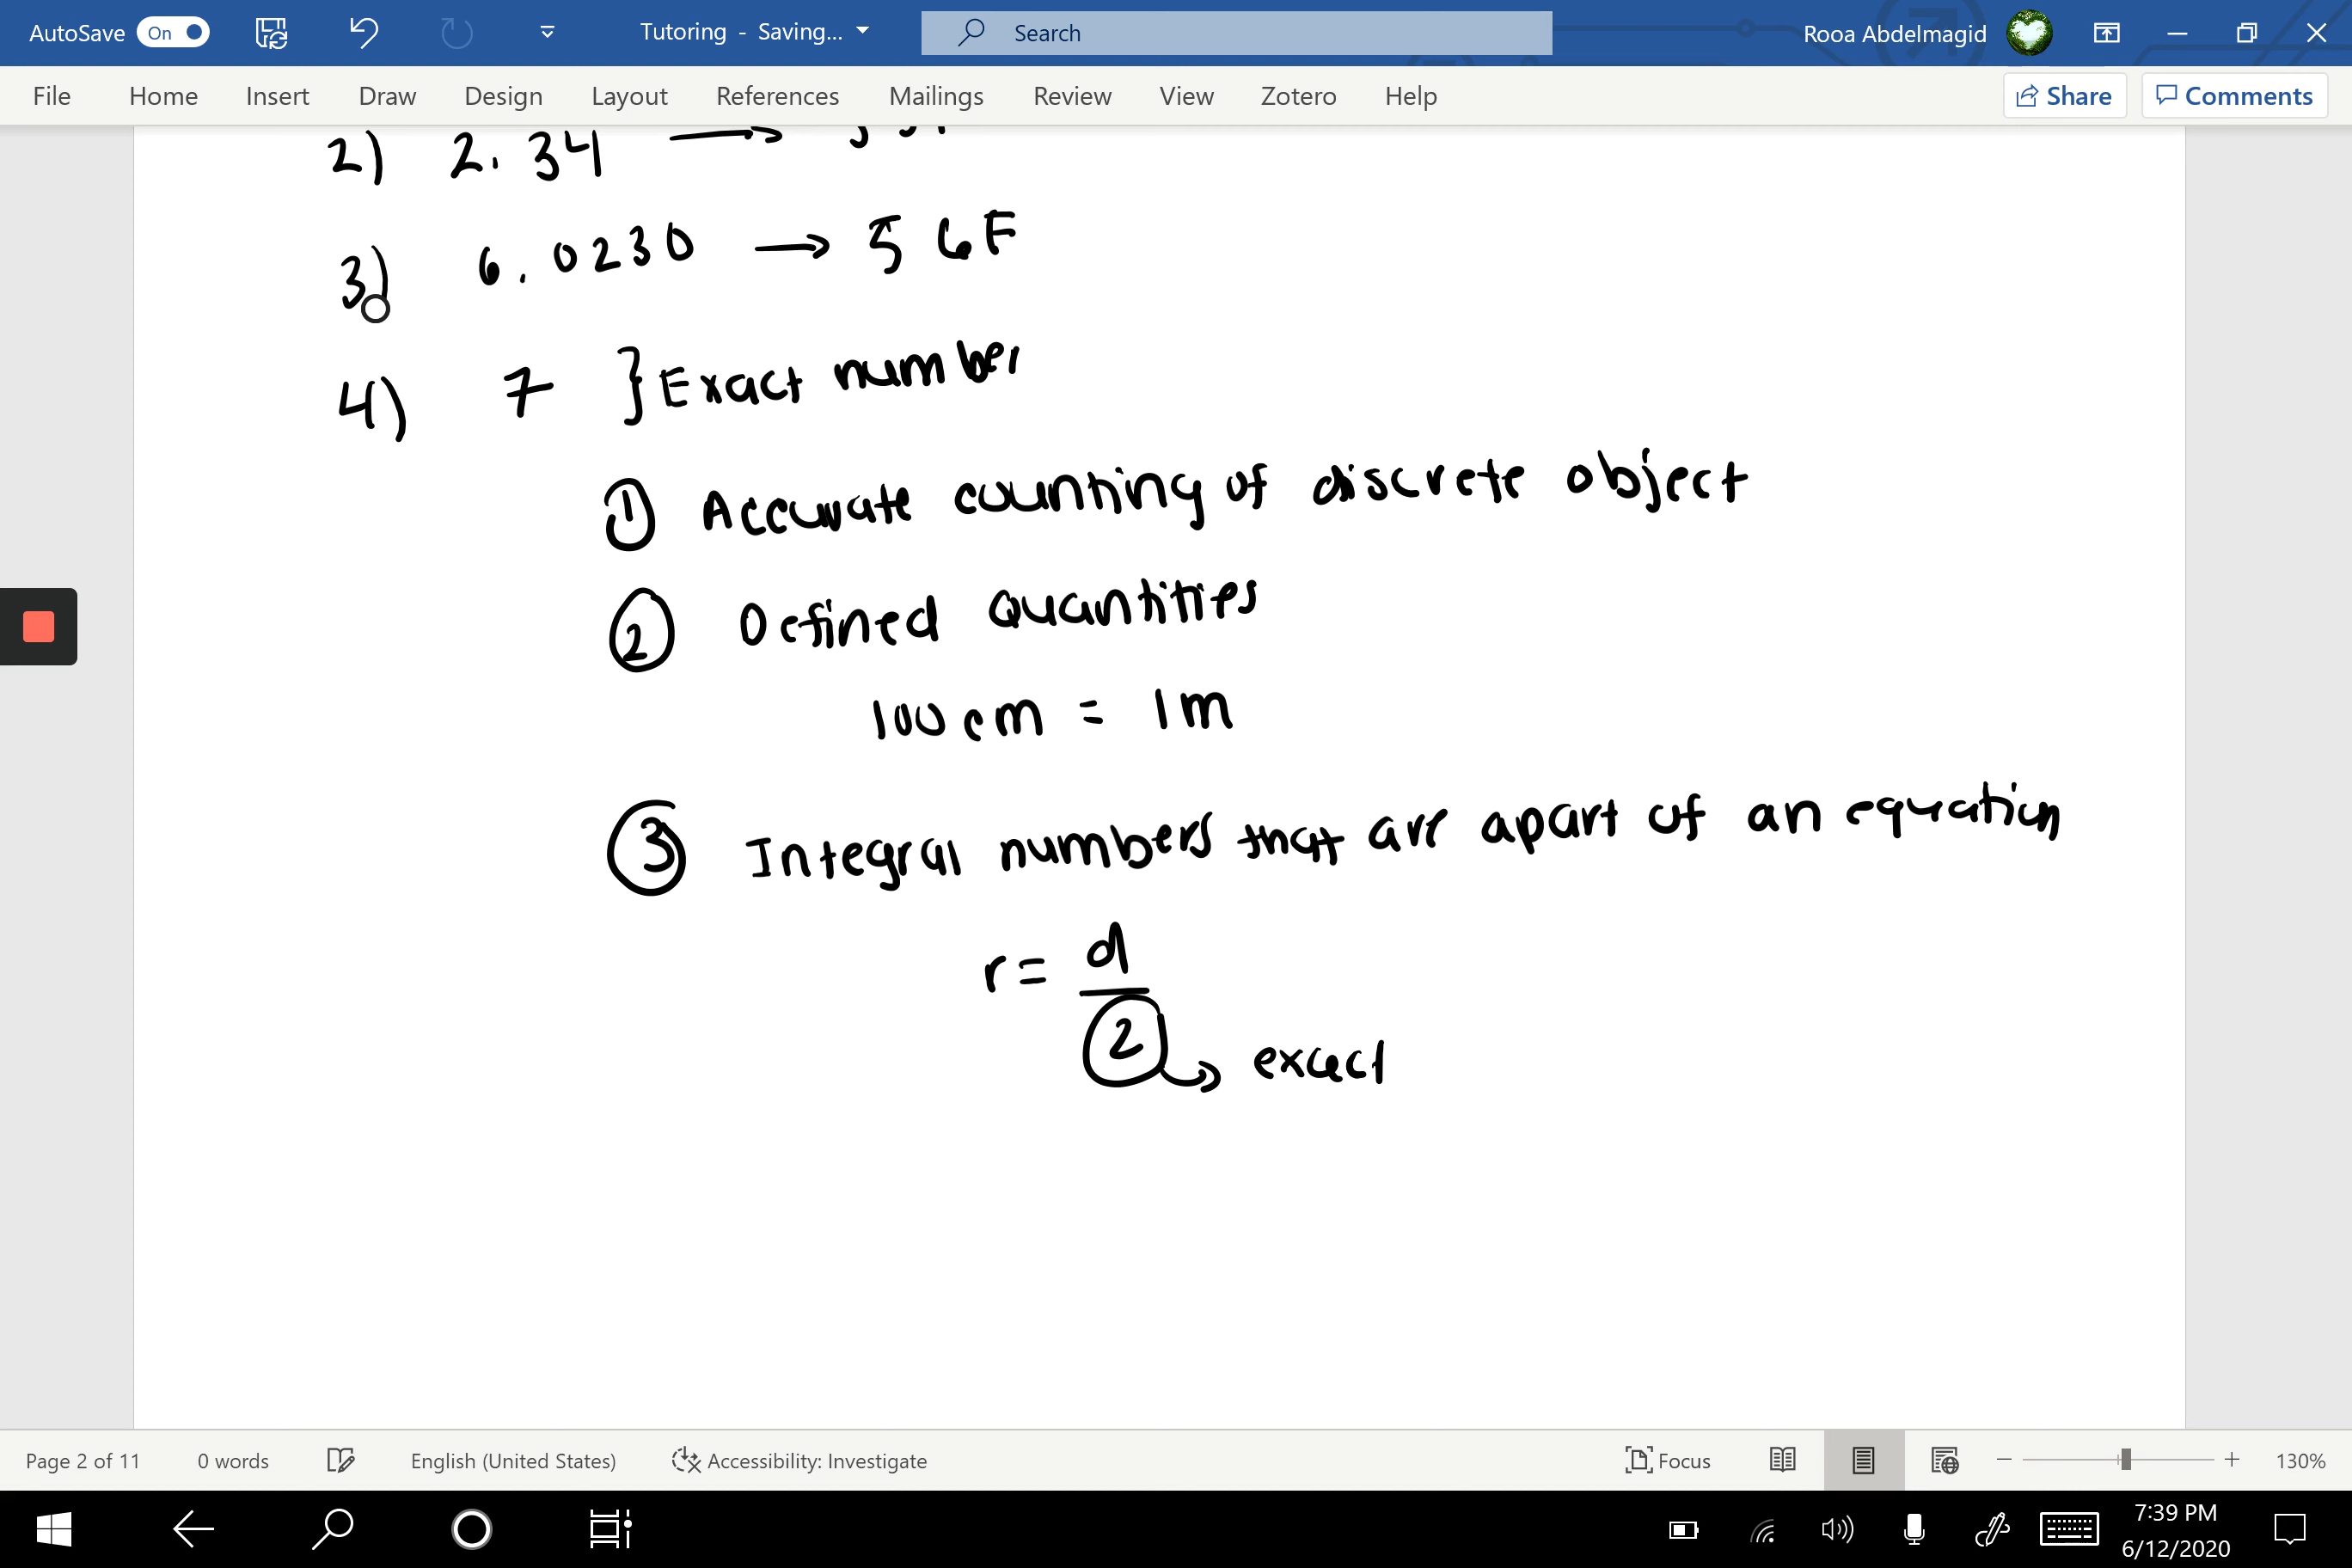 AutoSave On Tutoring - Saving... Search Rooa Abdelmagid
File Home Insert Draw Design Layout References Mailings Review View Zotero Help Share Comments
2) 2.34 →
3) 6.0230 → 5 SF
4) 7 } Exact number
① Accurate counting of discrete object
② Defined Quantities
100 cm = 1 m
③ Integral numbers that are apart of an equation
r = d
2 → exact
Page 2 of 11 0 words English (United States) Accessibility: Investigate Focus 130%
7:39 PM
6/12/2020